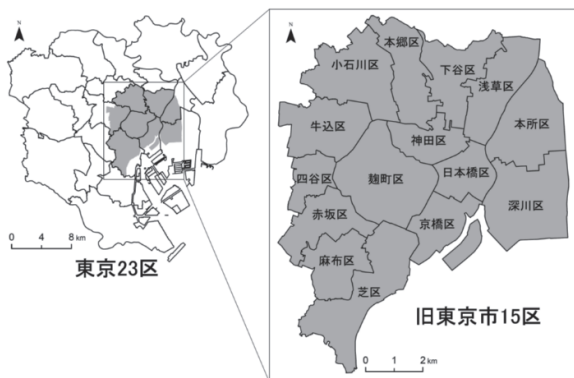 N
0 4 8 km
東京23区
N
本郷区
小石川区
下谷区
浅草区
牛込区
神田区
本所区
四谷区
麹町区
日本橋区
赤坂区
京橋区
深川区
麻布区
芝区
旧東京市15区
0 1 2 km